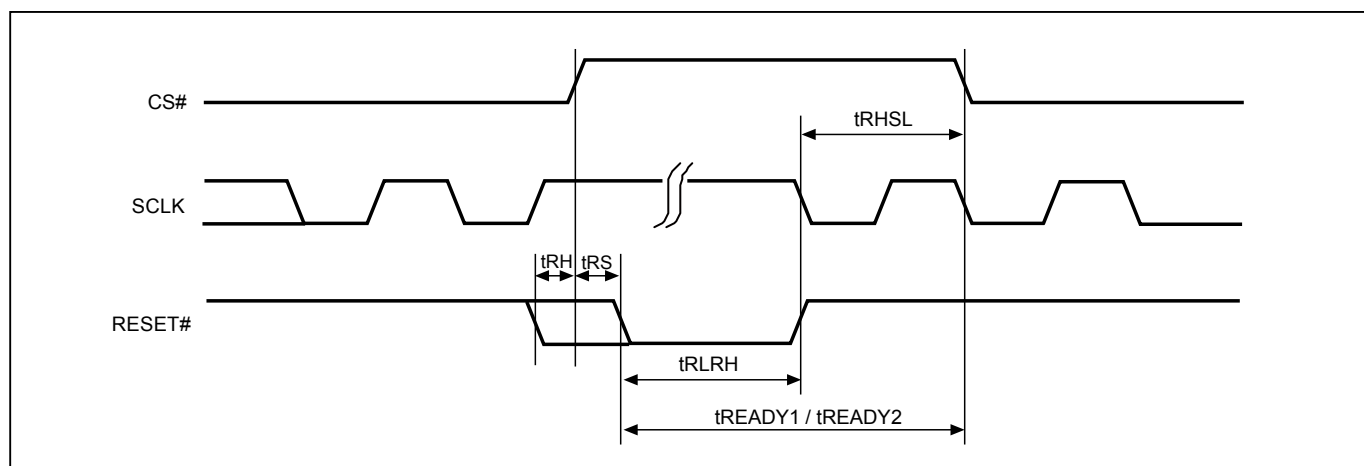 CS#
tRHSL
SCLK
tRH tRS
RESET#
tRLRH
tREADY1 / tREADY2